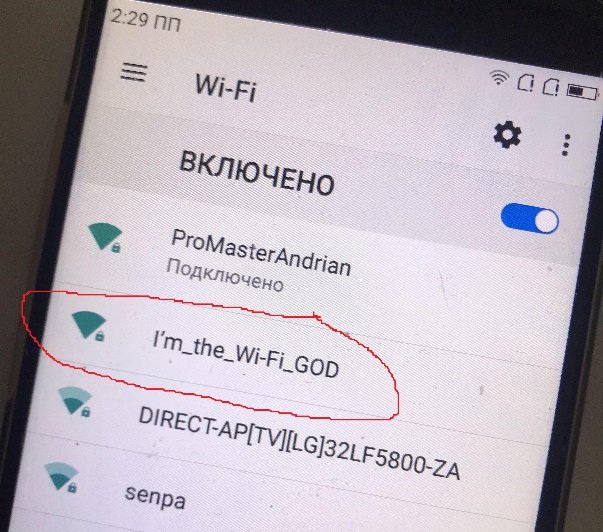 2:29 ПП
Wi-Fi
ВКЛЮЧЕНО
ProMasterAndrian
Подключено
I'm_the_Wi-Fi_GOD
DIRECT-AP[TV][LG]32LF5800-ZA
senpa